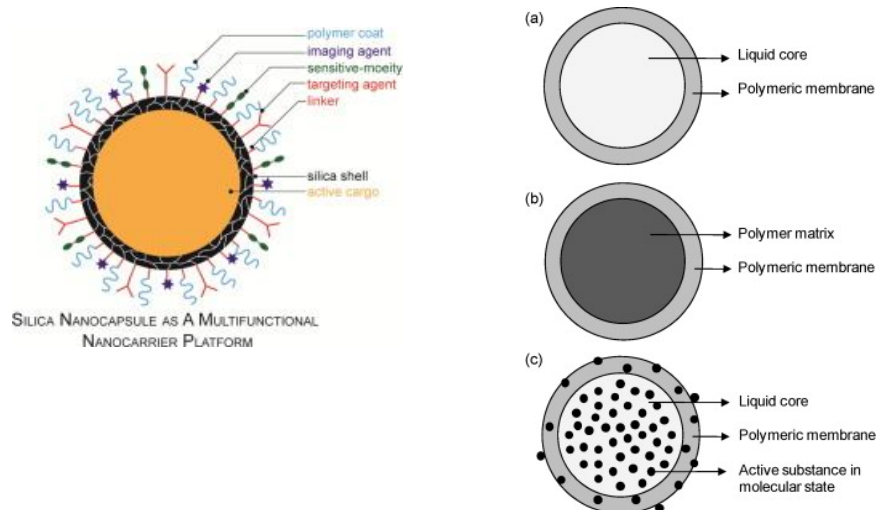 polymer coat
imaging agent
sensitive-moeity
targeting agent
linker
silica shell
active cargo
SILICA NANOCAPSULE AS A MULTIFUNCTIONAL
NANOCARRIER PLATFORM
(a)
Liquid core
Polymeric membrane
(b)
Polymer matrix
Polymeric membrane
(c)
Liquid core
Polymeric membrane
Active substance in
molecular state